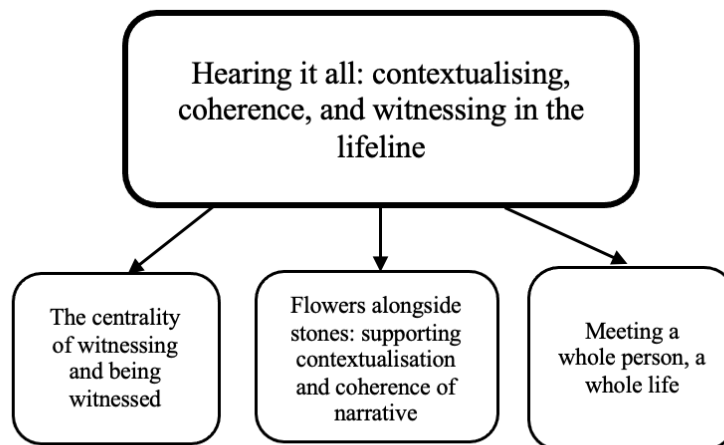 Hearing it all: contextualising,
coherence, and witnessing in the
lifeline
The centrality
of witnessing
and being
witnessed
Flowers alongside
stones: supporting
contextualisation
and coherence of
narrative
Meeting a
whole person, a
whole life